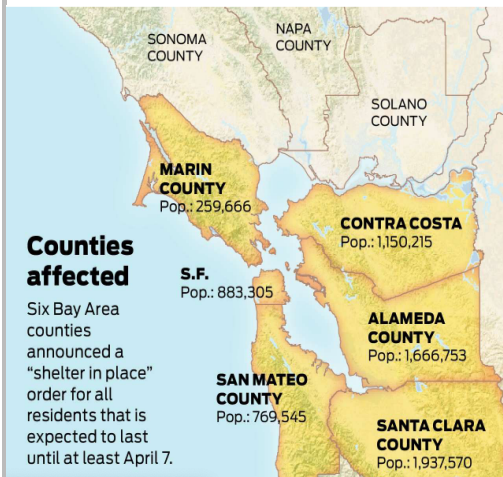 SONOMA
COUNTY
NAPA
COUNTY
SOLANO
COUNTY
MARIN
COUNTY
Pop.: 259,666
CONTRA COSTA
Pop.: 1,150,215
S.F.
Pop.: 883,305
ALAMEDA
COUNTY
Pop.: 1,666,753
SAN MATEO
COUNTY
Pop.: 769,545
SANTA CLARA
COUNTY
Pop.: 1,937,570
Counties
affected
Six Bay Area
counties
announced a
“shelter in place”
order for all
residents that is
expected to last
until at least April 7.